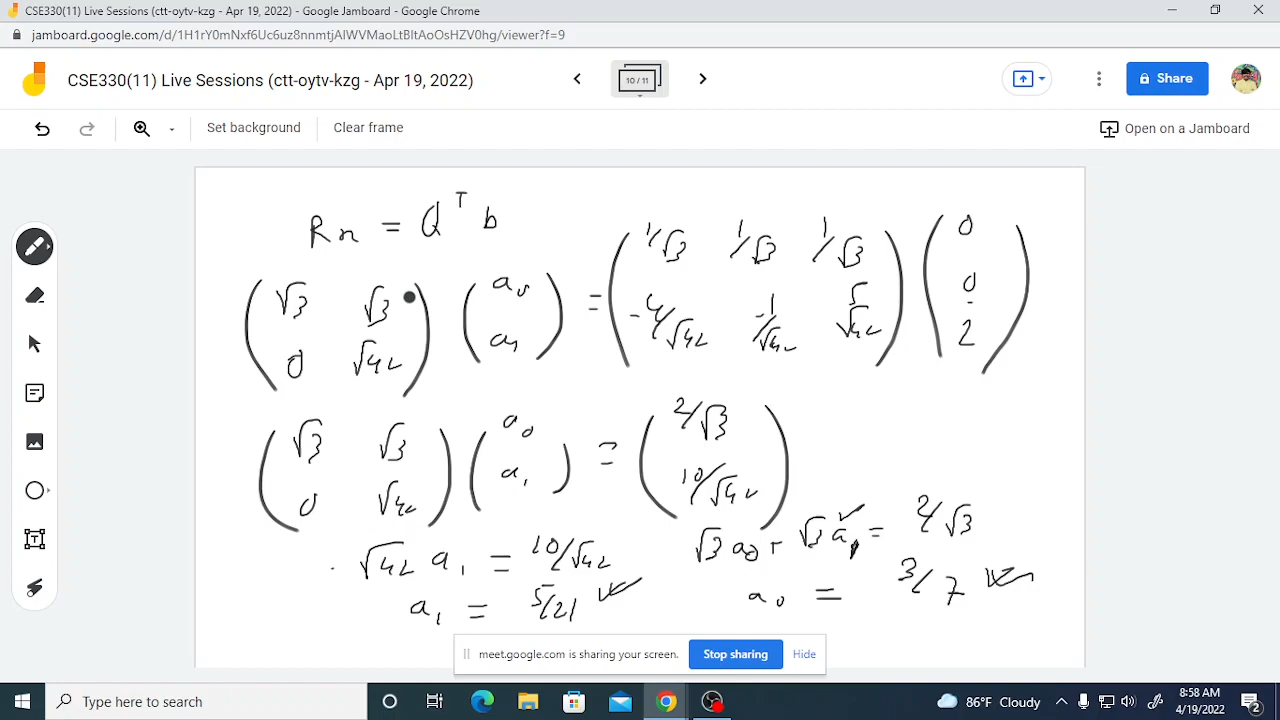 CSE330(11) Live Sessions (ctt-oytv-kzg - Apr 19, 2022) - Google Jamboard - Google Chrome
jamboard.google.com/d/1H1rY0mNxf6Uc6uz8nnmtjAIWVMaoLtBltAoOsHZV0hg/viewer?f=9
CSE330(11) Live Sessions (ctt-oytv-kzg - Apr 19, 2022)
10 / 11
Share
Set background
Clear frame
Open on a Jamboard
Rx = Q^T b
( √3 √3 ; 0 √42 ) ( a0 ; a1 ) = ( 1/√3 1/√3 1/√3 ; -4/√42 -1/√42 5/√42 ) ( 0 ; 0 ; 2 )
( √3 √3 ; 0 √42 ) ( a0 ; a1 ) = ( 2/√3 ; 10/√42 )
√42 a1 = 10/√42
√3 a0 + √3 a1 = 2/√3
a1 = 5/21
a0 = 3/7
meet.google.com is sharing your screen.
Stop sharing
Hide
Type here to search
86°F Cloudy
8:58 AM
4/19/2022
2